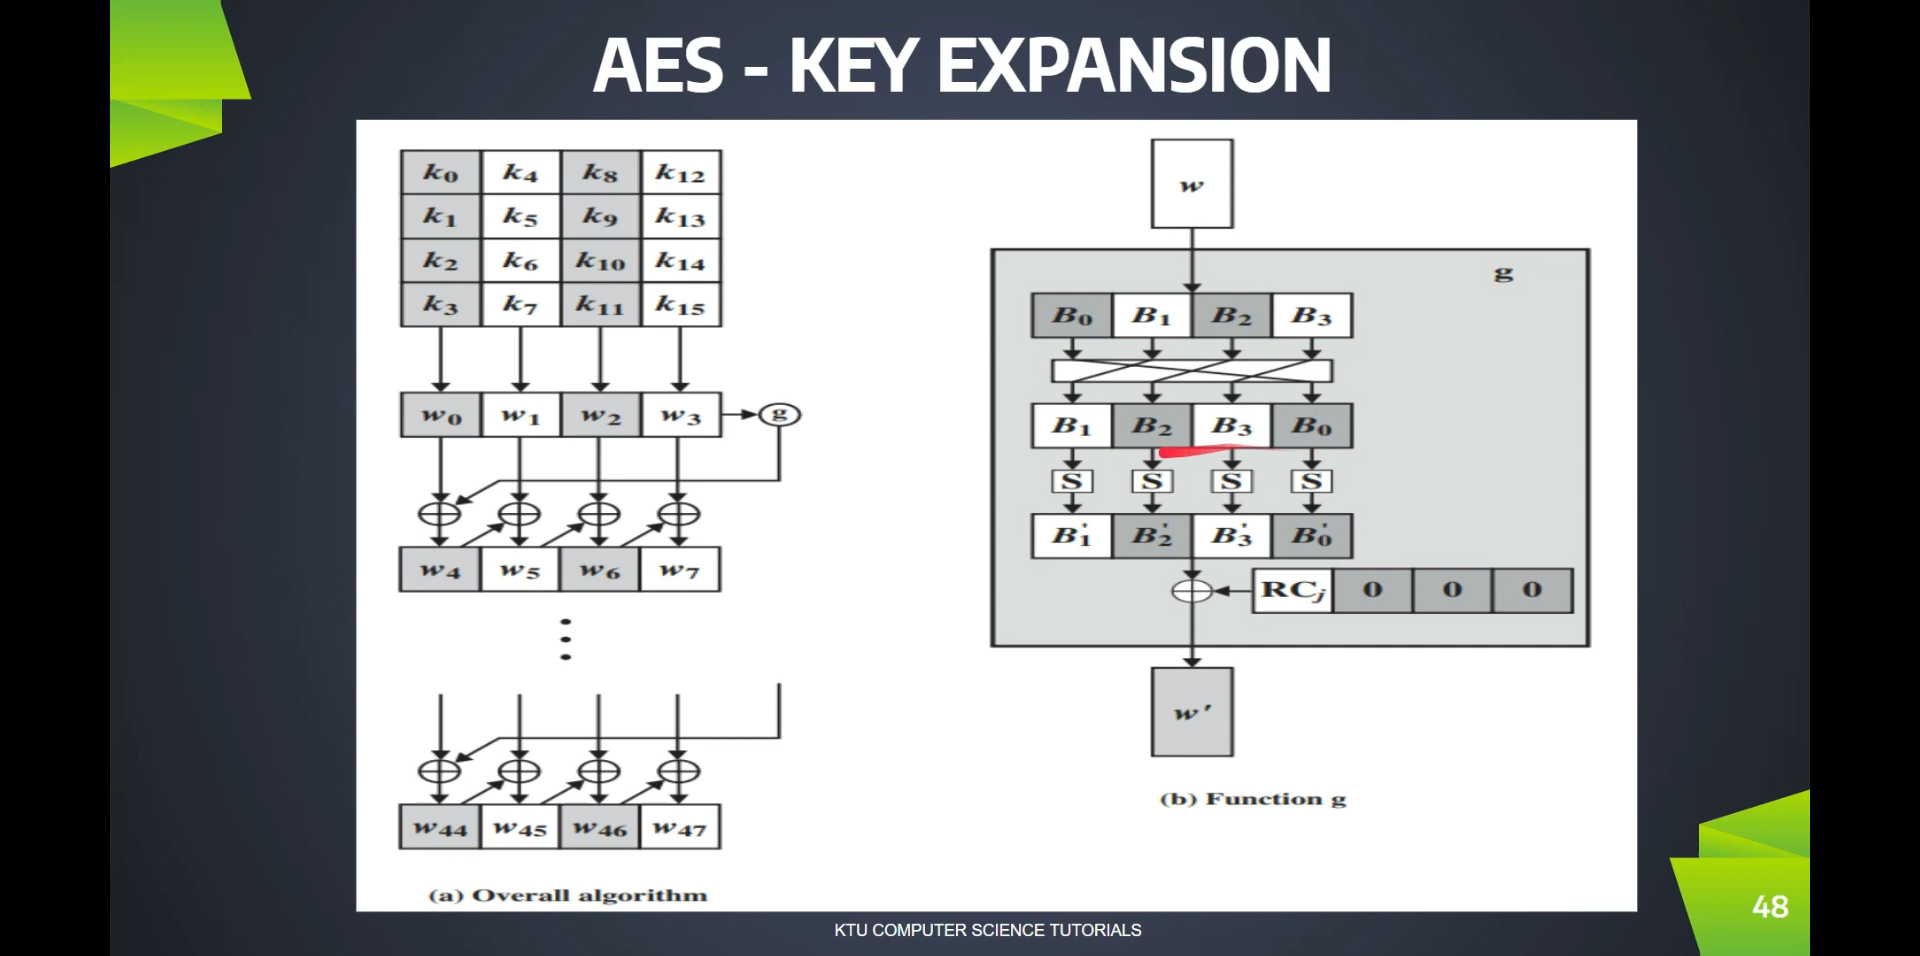 AES - KEY EXPANSION
k0 k4 k8 k12
k1 k5 k9 k13
k2 k6 k10 k14
k3 k7 k11 k15
w0 w1 w2 w3 g
w4 w5 w6 w7
w44 w45 w46 w47
(a) Overall algorithm
w
g
B0 B1 B2 B3
B1 B2 B3 B0
S S S S
B'1 B'2 B'3 B'0
RCj 0 0 0
w'
(b) Function g
48
KTU COMPUTER SCIENCE TUTORIALS